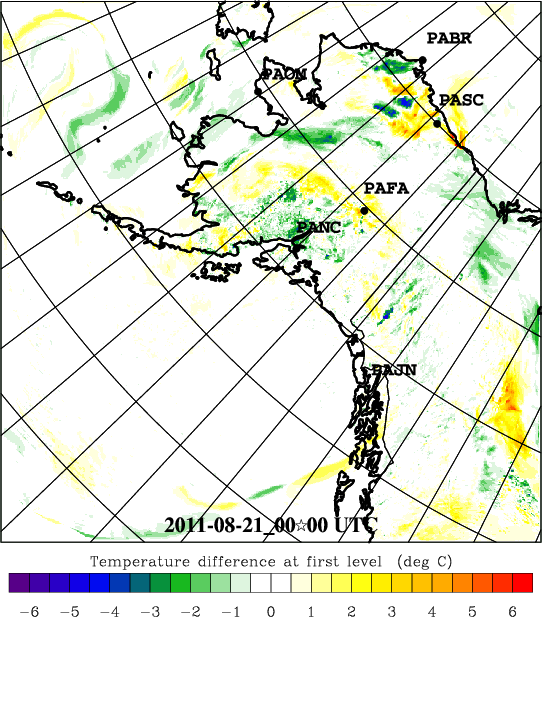 PABR
PAOM
PASC
PAFA
PANC
PAJN
2011-08-21_00☆00 UTC
Temperature difference at first level (deg C)
−6 −5 −4 −3 −2 −1 0 1 2 3 4 5 6